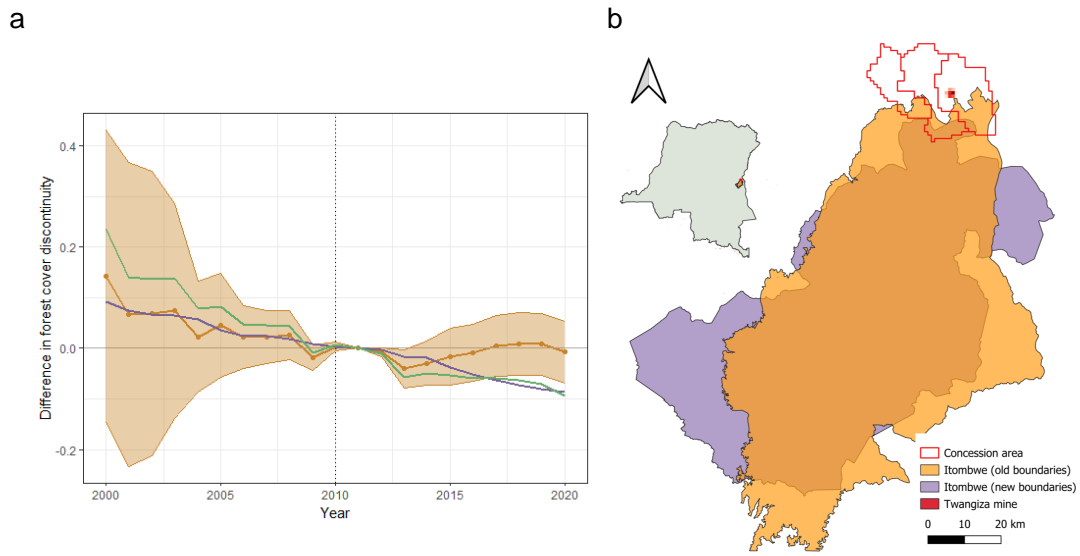 a
b
Difference in forest cover discontinuity
0.4
0.2
0.0
-0.2
2000
2005
2010
2015
2020
Year
Concession area
Itombwe (old boundaries)
Itombwe (new boundaries)
Twangiza mine
0 10 20 km